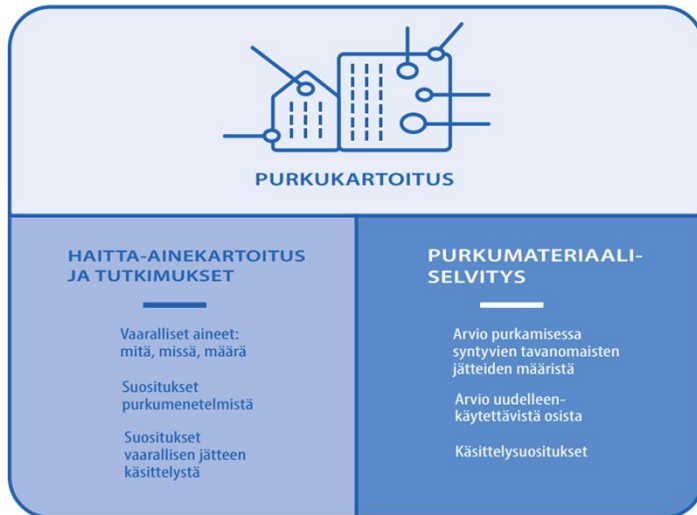 PURKUKARTOITUS
HAITTA-AINEKARTOITUS
JA TUTKIMUKSET
Vaaralliset aineet:
mitä, missä, määrä
Suositukset
purkumenetelmistä
Suositukset
vaarallisen jätteen
käsittelystä
PURKUMATERIAALI-
SELVITYS
Arvio purkamisessa
syntyvien tavanomaisten
jätteiden määristä
Arvio uudelleen-
käytettävistä osista
Käsittelysuositukset